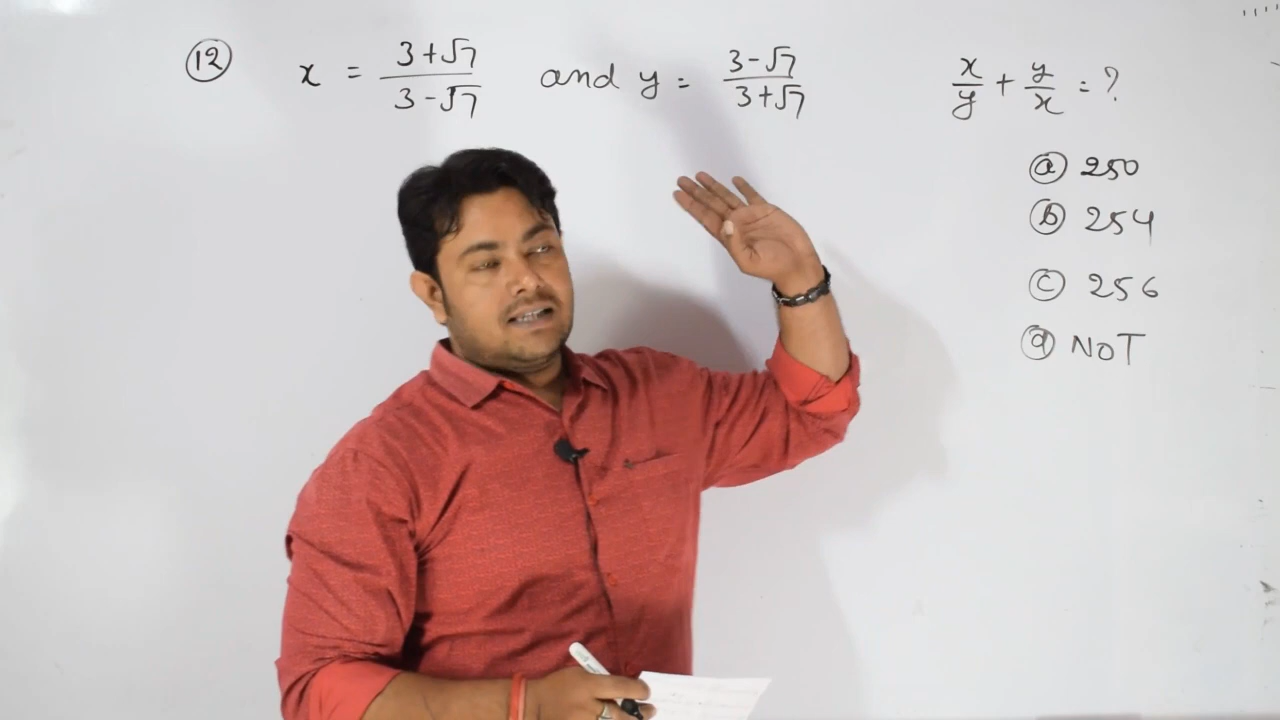 12 x = 3+√7 / 3-√7 and y = 3-√7 / 3+√7 x/y + y/x = ?
a 250
b 254
c 256
d NOT